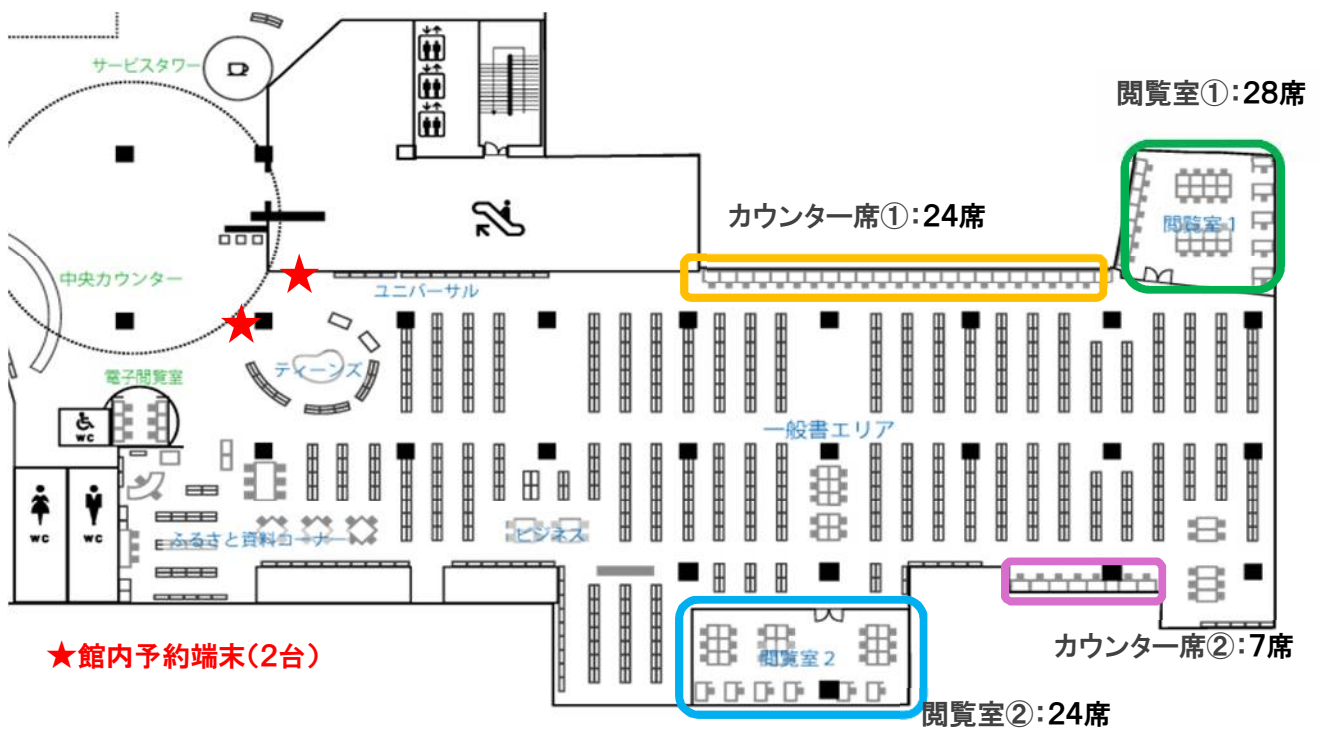 サービスタワー
閲覧室①:28席
カウンター席①:24席
閲覧室1
中央カウンター
ユニバーサル
ティーンズ
電子閲覧室
WC
一般書エリア
WC
WC
ふるさと資料コーナー
ビジネス
カウンター席②:7席
★館内予約端末(2台)
閲覧室2
閲覧室②:24席